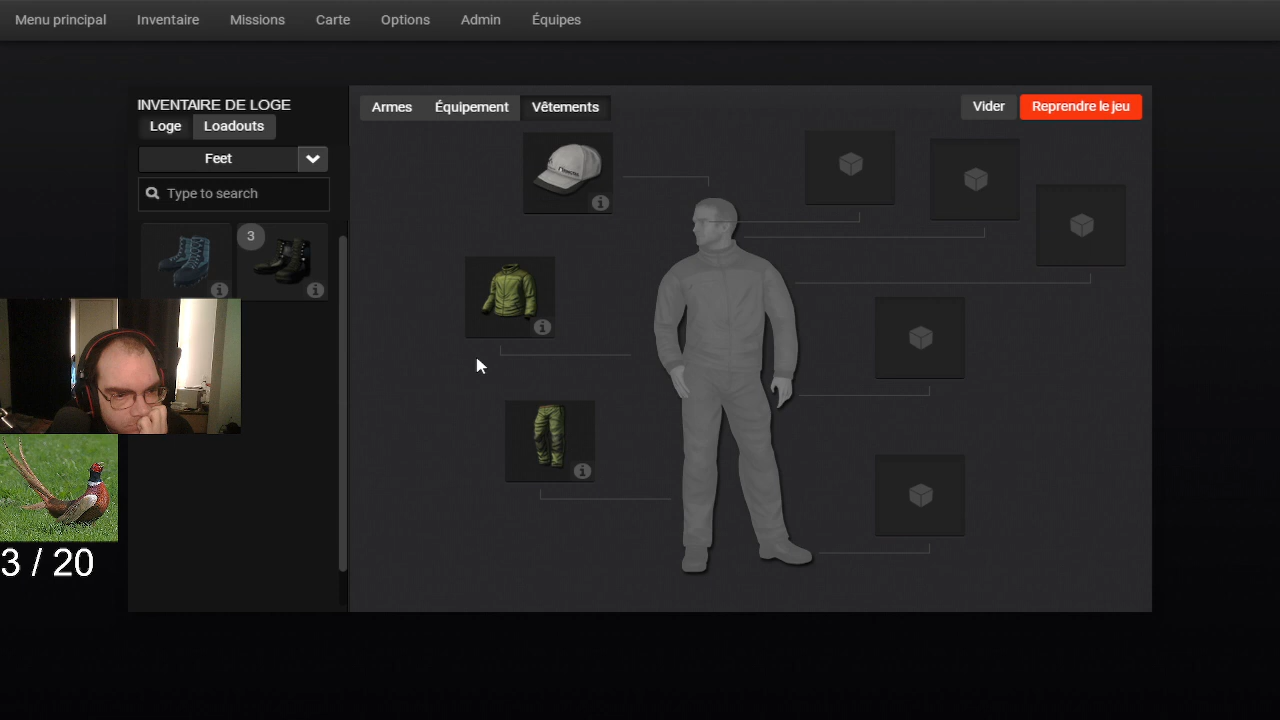 Menu principal Inventaire Missions Carte Options Admin Équipes
INVENTAIRE DE LOGE
Loge Loadouts
Feet
Type to search
3
Armes Équipement Vêtements
Vider Reprendre le jeu
3 / 20